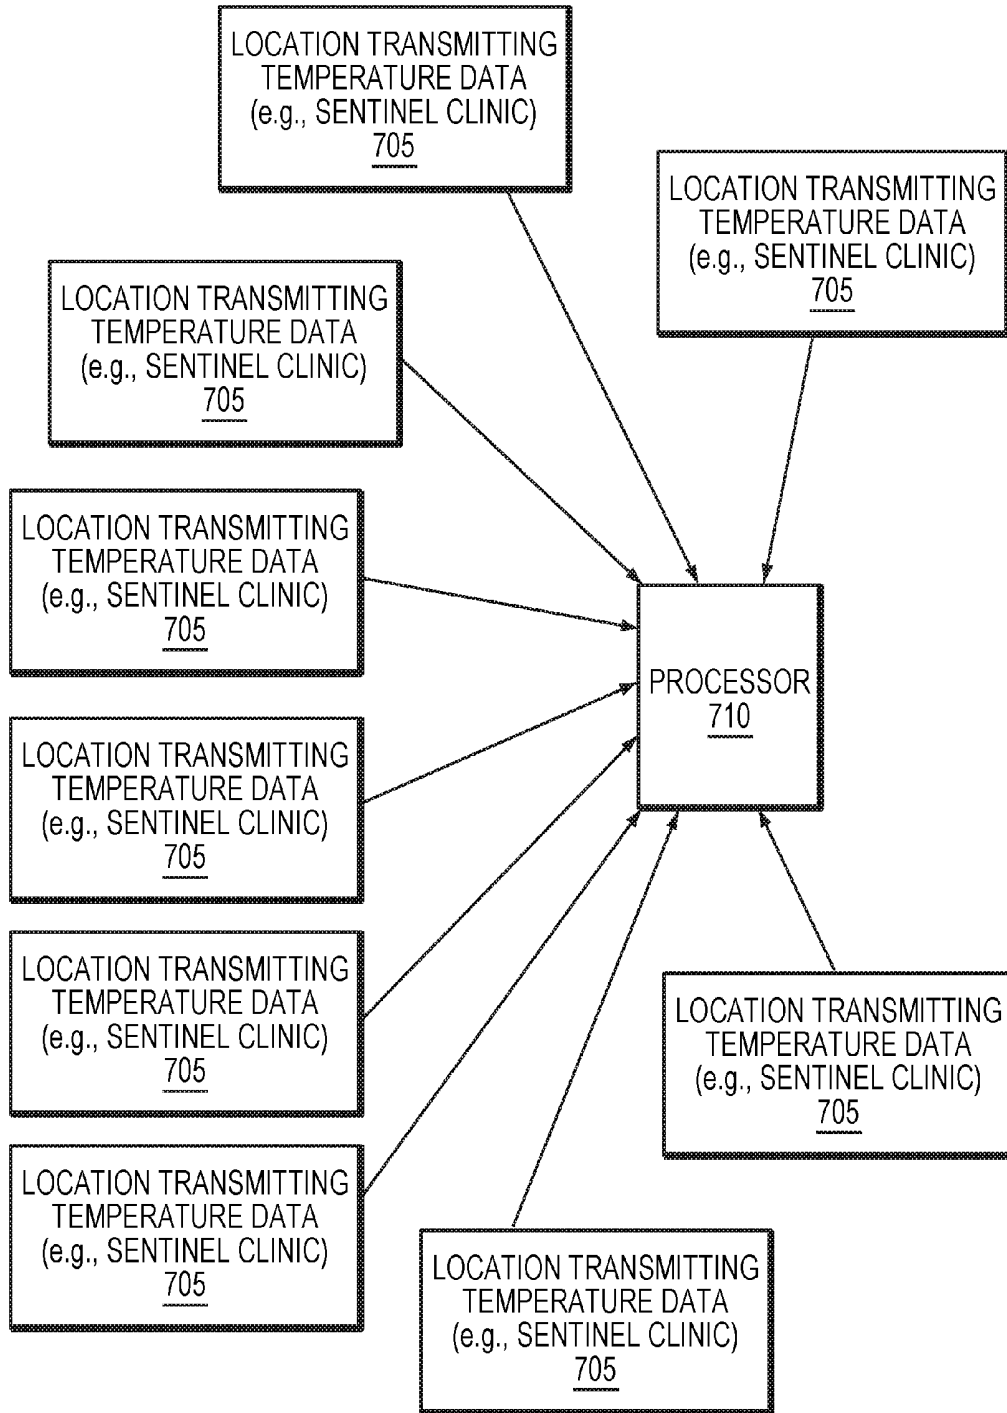 LOCATION TRANSMITTING
TEMPERATURE DATA
(e.g., SENTINEL CLINIC)
705
LOCATION TRANSMITTING
TEMPERATURE DATA
(e.g., SENTINEL CLINIC)
705
LOCATION TRANSMITTING
TEMPERATURE DATA
(e.g., SENTINEL CLINIC)
705
LOCATION TRANSMITTING
TEMPERATURE DATA
(e.g., SENTINEL CLINIC)
705
PROCESSOR
710
LOCATION TRANSMITTING
TEMPERATURE DATA
(e.g., SENTINEL CLINIC)
705
LOCATION TRANSMITTING
TEMPERATURE DATA
(e.g., SENTINEL CLINIC)
705
LOCATION TRANSMITTING
TEMPERATURE DATA
(e.g., SENTINEL CLINIC)
705
LOCATION TRANSMITTING
TEMPERATURE DATA
(e.g., SENTINEL CLINIC)
705
LOCATION TRANSMITTING
TEMPERATURE DATA
(e.g., SENTINEL CLINIC)
705